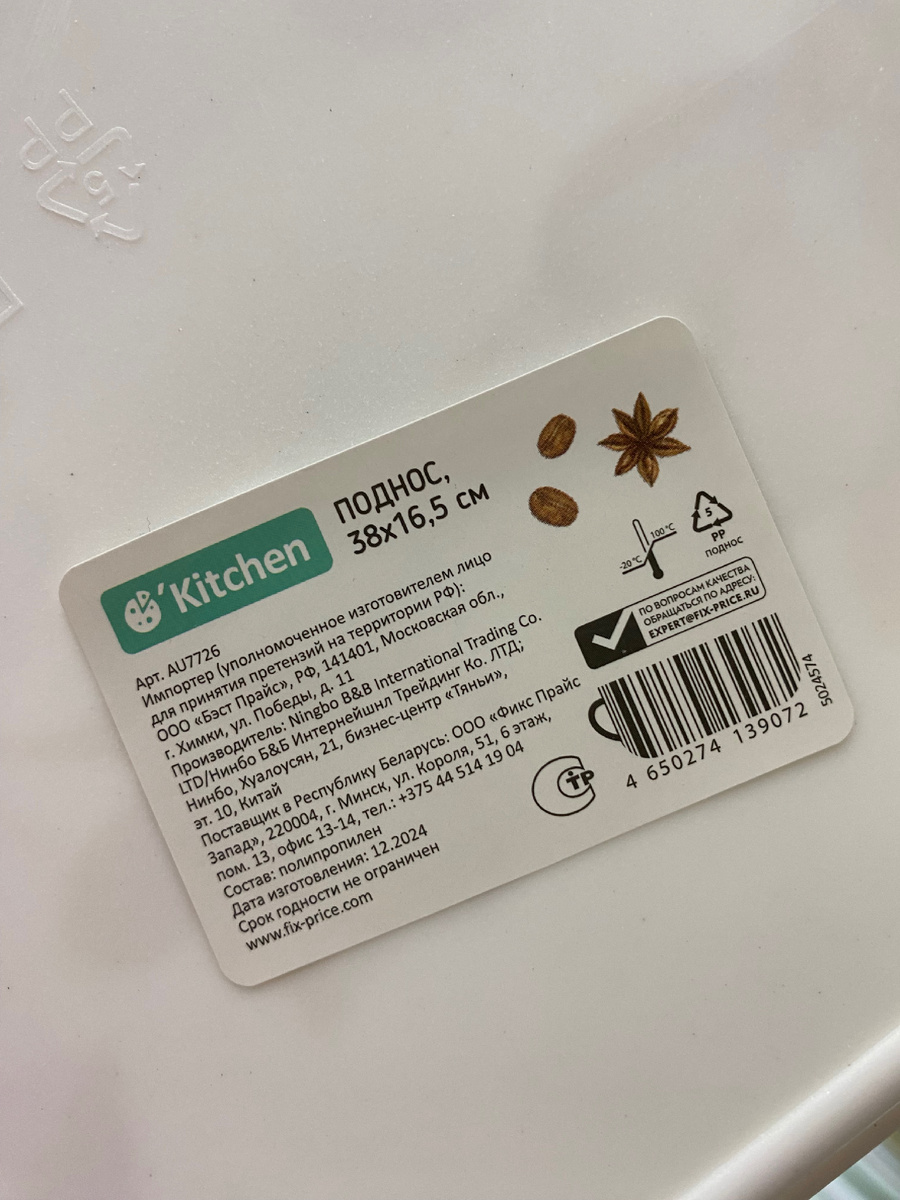 PP
5
'Kitchen
ПОДНОС,
38х16,5 см
Арт. AU7726
Импортер (уполномоченное изготовителем лицо
для принятия претензий на территории РФ):
ООО «Бэст Прайс», РФ, 141401, Московская обл.,
г. Химки, ул. Победы, д. 11
Производитель: Ningbo B&B International Trading Co.
LTD/Нинбо Б&Б Интернейшнл Трейдинг Ко. ЛТД;
Нинбо, Хуалоусян, 21, бизнес-центр «Тяньи»,
эт. 10, Китай
Поставщик в Республику Беларусь: ООО «Фикс Прайс
Запад», 220004, г. Минск, ул. Короля, 51, 6 этаж,
пом. 13, офис 13-14, тел.: +375 44 514 19 04
Состав: полипропилен
Дата изготовления: 12.2024
Срок годности не ограничен
www.fix-price.com
-20 °C
100 °C
5
PP
ПОДНОС
ПО ВОПРОСАМ КАЧЕСТВА
ОБРАЩАТЬСЯ ПО АДРЕСУ:
EXPERT@FIX-PRICE.RU
4 650274 139072
5024574
СТР